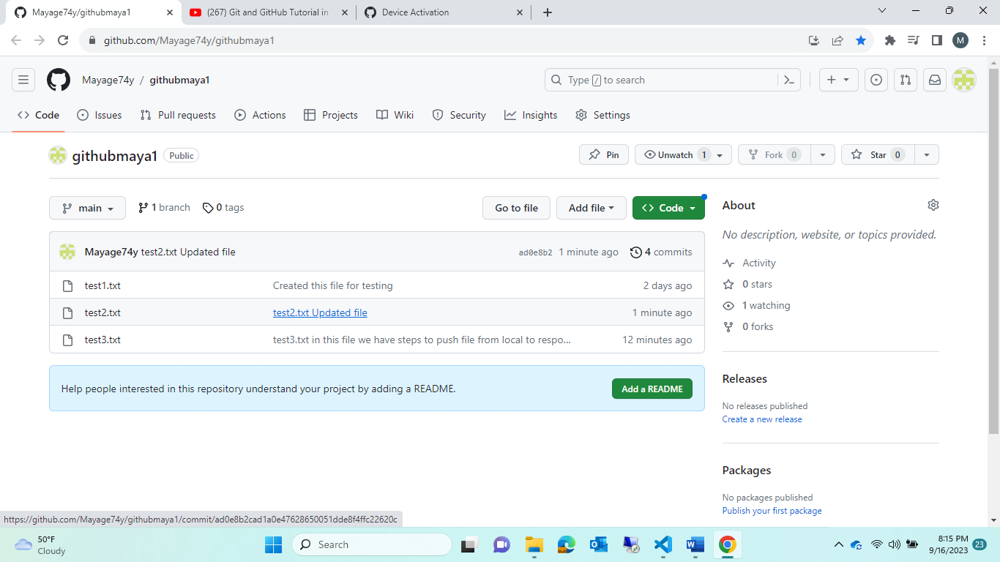 Mayage74y/githubmaya1
(267) Git and GitHub Tutorial in
Device Activation
github.com/Mayage74y/githubmaya1
M
Mayage74y / githubmaya1
Type / to search
Code
Issues
Pull requests
Actions
Projects
Wiki
Security
Insights
Settings
githubmaya1 Public
Pin
Unwatch 1
Fork 0
Star 0
main
1 branch
0 tags
Go to file
Add file
<> Code
Mayage74y test2.txt Updated file
ad0e8b2 1 minute ago
4 commits
test1.txt Created this file for testing 2 days ago
test2.txt test2.txt Updated file 1 minute ago
test3.txt test3.txt in this file we have steps to push file from local to respo... 12 minutes ago
Help people interested in this repository understand your project by adding a README.
Add a README
About
No description, website, or topics provided.
Activity
0 stars
1 watching
0 forks
Releases
No releases published
Create a new release
Packages
No packages published
Publish your first package
https://github.com/Mayage74y/githubmaya1/commit/ad0e8b2cad1a0e47628650051dde8f4ffc22620c
50°F
Cloudy
Search
8:15 PM
9/16/2023
23